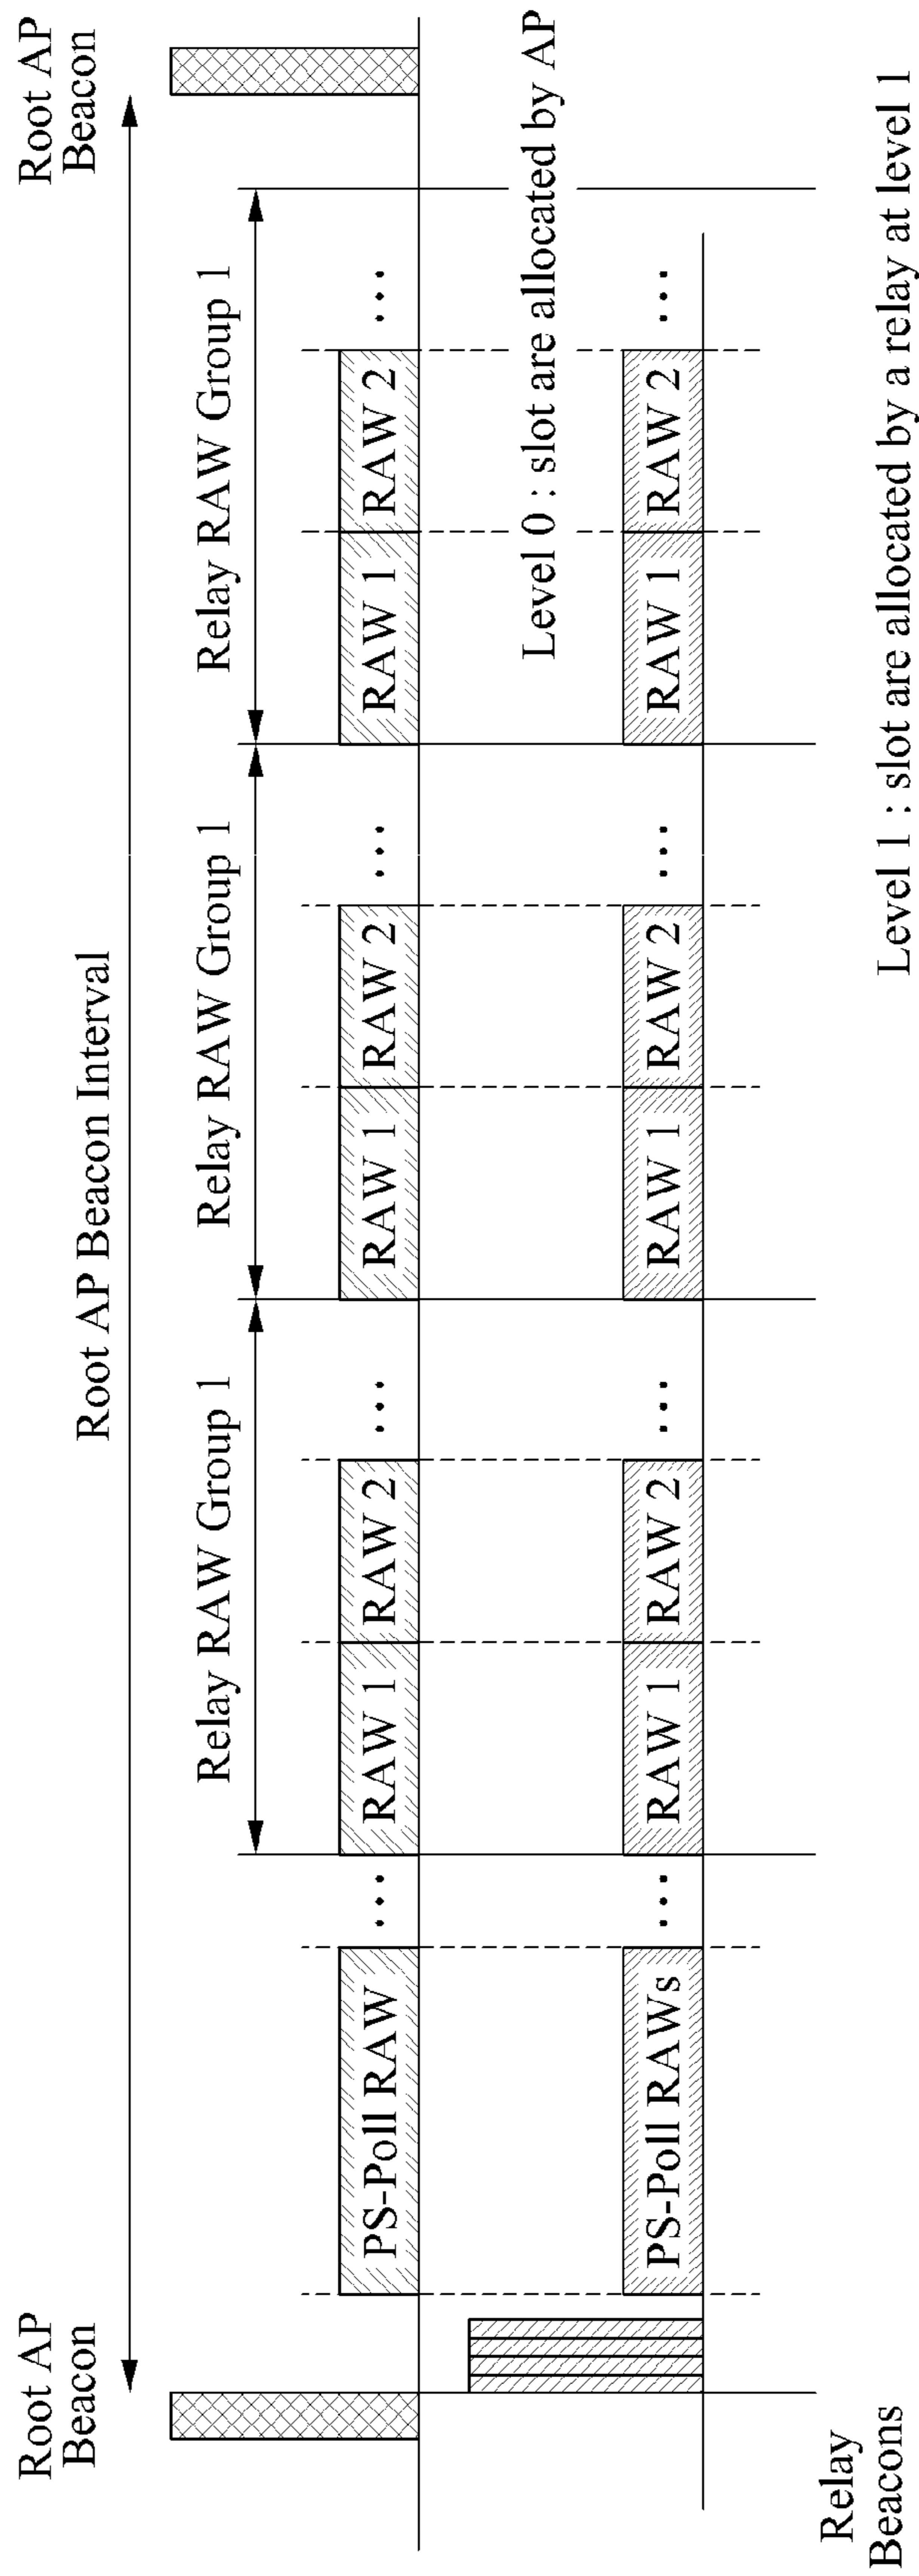 Root AP
Beacon
Root AP
Beacon
Root AP Beacon Interval
Relay RAW Group 1
Relay RAW Group 1
Relay RAW Group 1
PS-Poll RAW
...
RAW 1
RAW 2
...
RAW 1
RAW 2
...
RAW 1
RAW 2
...
Level 0 : slot are allocated by AP
PS-Poll RAWs
...
RAW 1
RAW 2
...
RAW 1
RAW 2
...
RAW 1
RAW 2
...
Relay
Beacons
Level 1 : slot are allocated by a relay at level 1